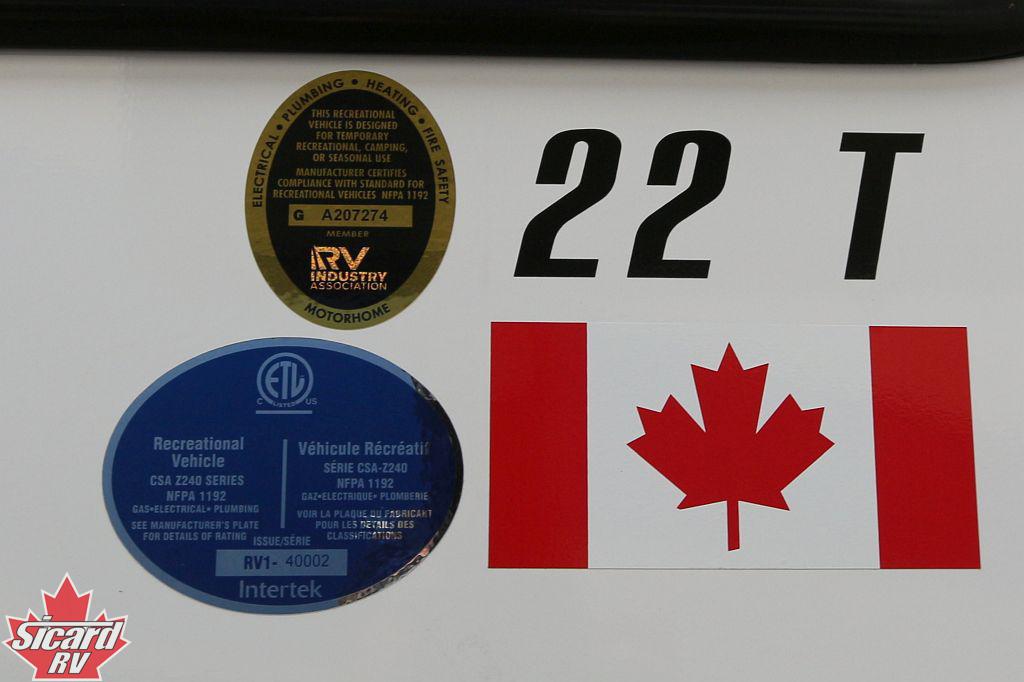 ELECTRICAL • PLUMBING • HEATING • FIRE SAFETY
THIS RECREATIONAL
VEHICLE IS DESIGNED
FOR TEMPORARY
RECREATIONAL, CAMPING,
OR SEASONAL USE
MANUFACTURER CERTIFIES
COMPLIANCE WITH STANDARD FOR
RECREATIONAL VEHICLES NFPA 1192
G A207274
MEMBER
RV
INDUSTRY
ASSOCIATION
MOTORHOME
22 T
ETL
C LISTED US
Recreational
Vehicle
CSA Z240 SERIES
NFPA 1192
GAS•ELECTRICAL•PLUMBING
SEE MANUFACTURER'S PLATE
FOR DETAILS OF RATING
Véhicule Récréatif
SÉRIE CSA-Z240
NFPA 1192
GAZ•ELECTRIQUE•PLOMBERIE
VOIR LA PLAQUE DU FABRICANT
POUR LES DETAILS DES
CLASSIFICATIONS
ISSUE/SÉRIE
RV1- 40002
Intertek
Sicard
RV